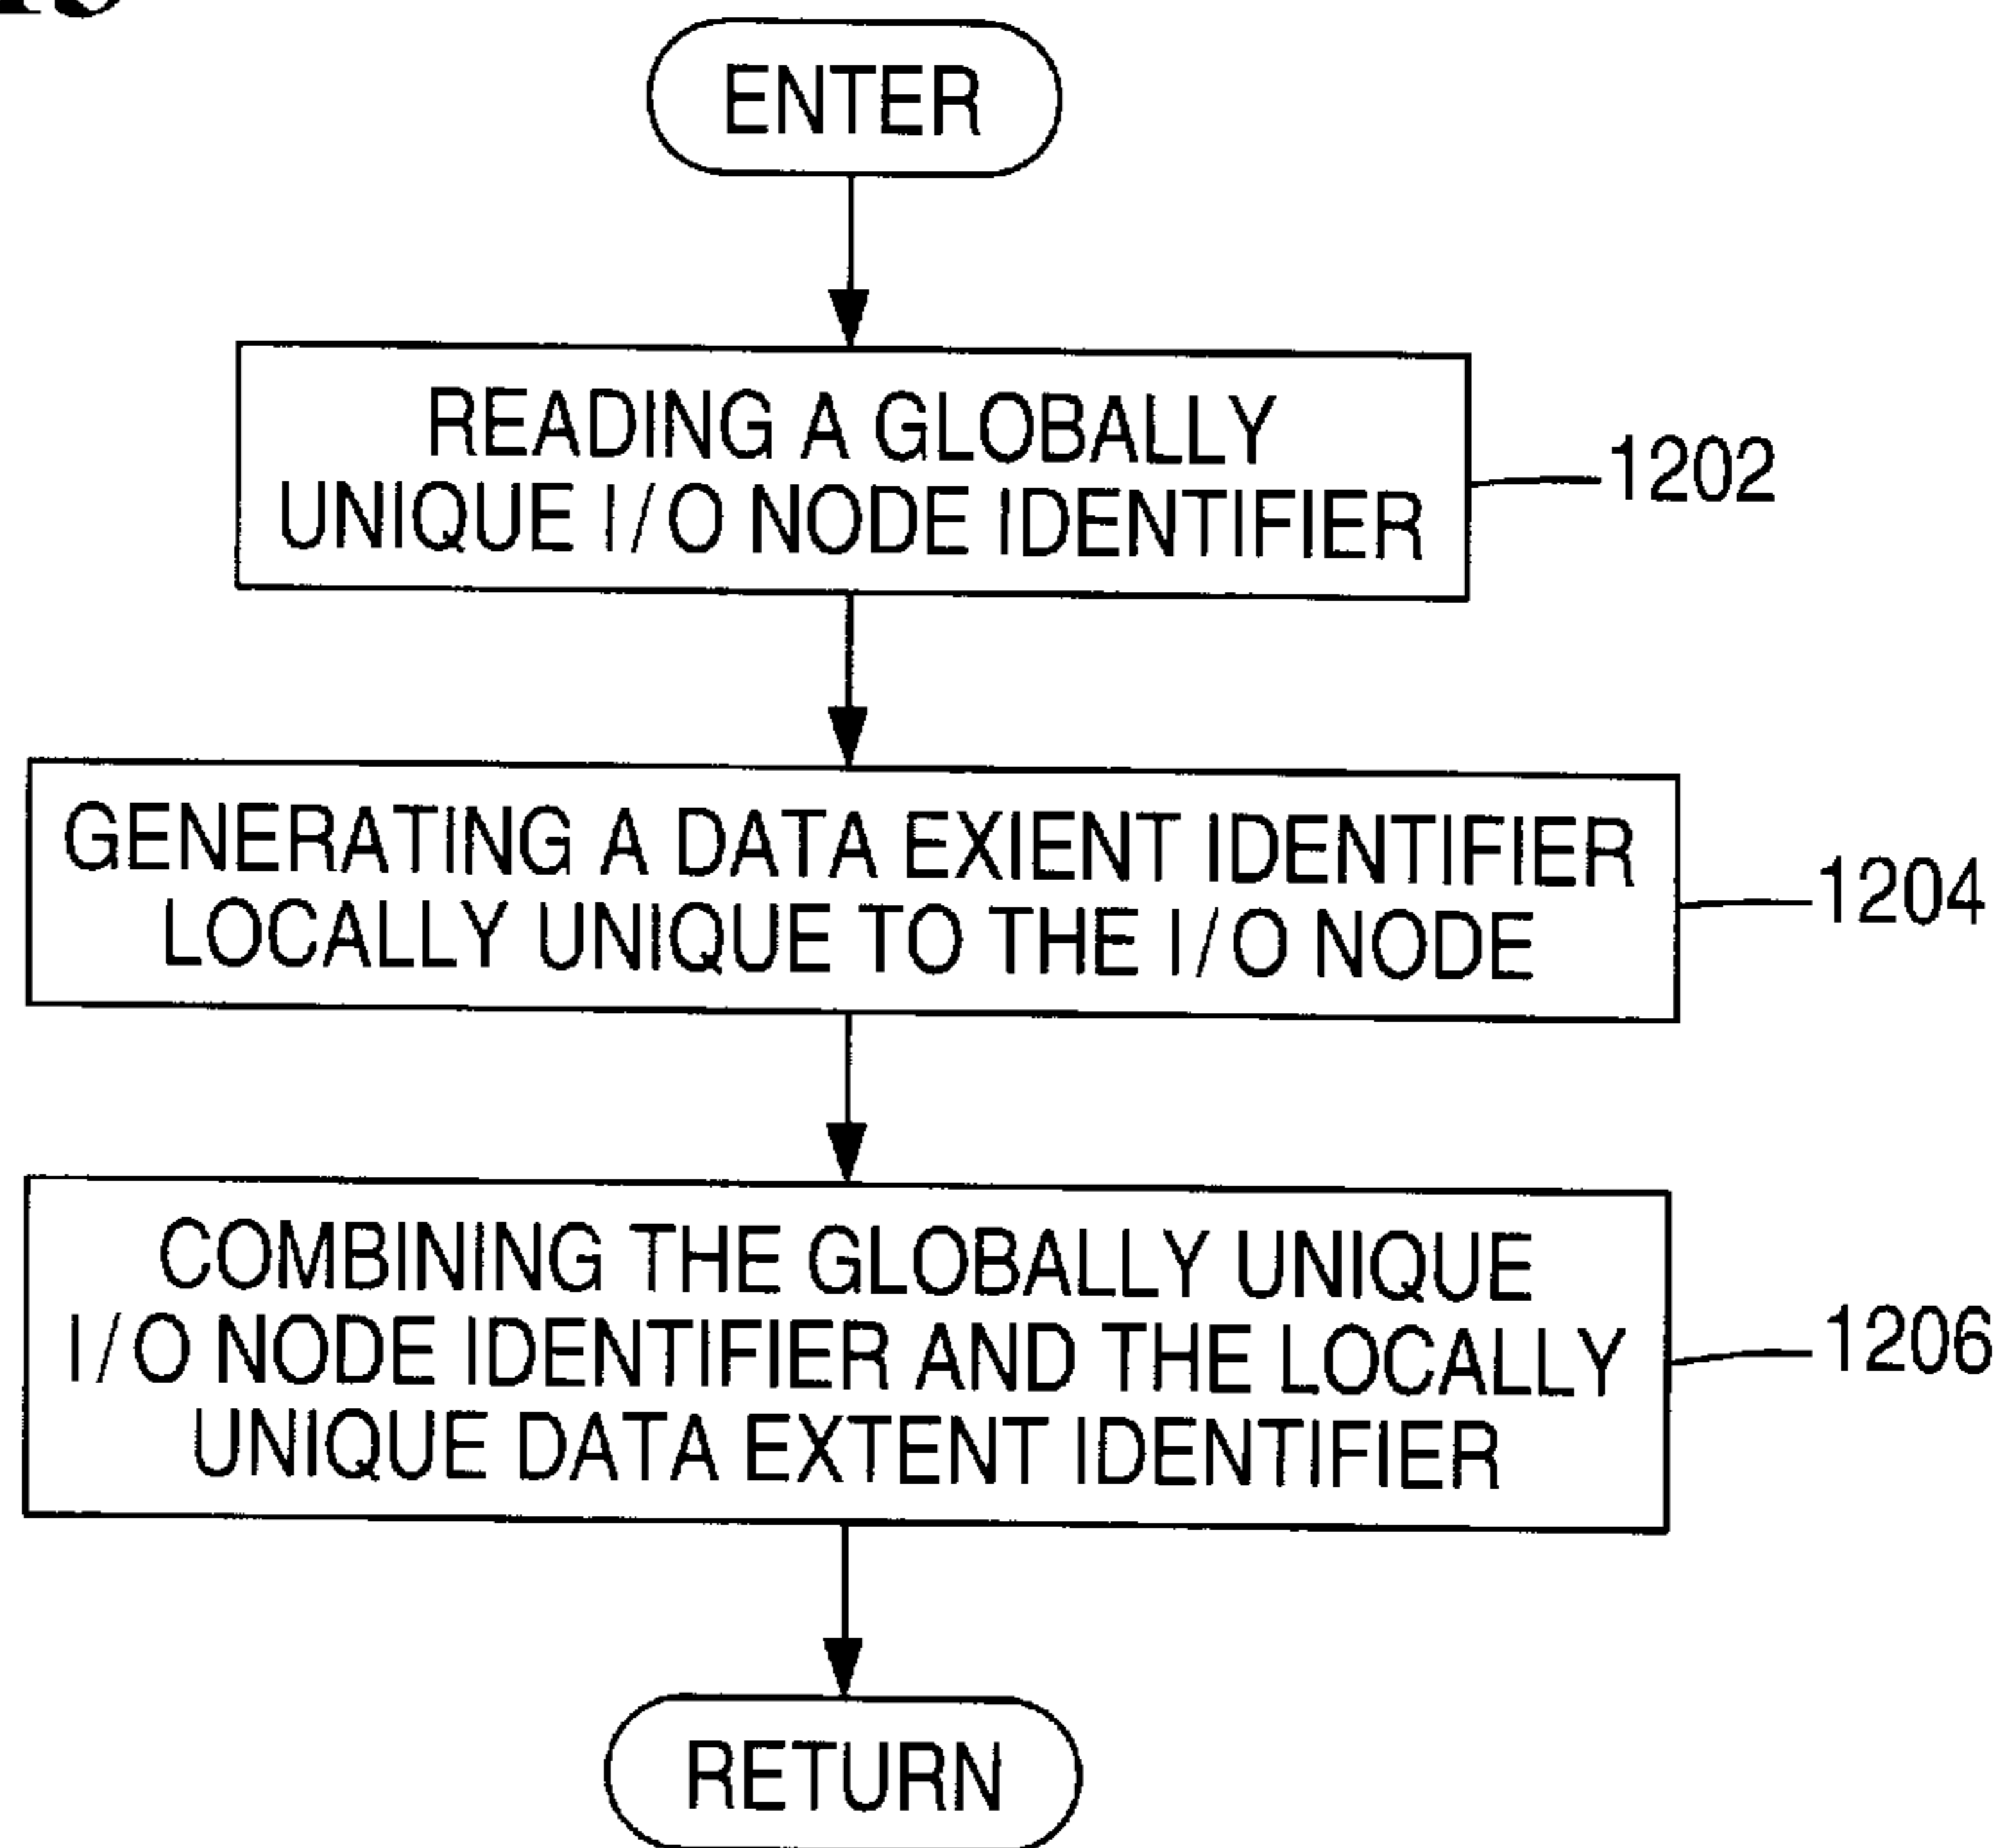 ENTER
READING A GLOBALLY
UNIQUE I/O NODE IDENTIFIER
1202
GENERATING A DATA EXIENT IDENTIFIER
LOCALLY UNIQUE TO THE I/O NODE
1204
COMBINING THE GLOBALLY UNIQUE
I/O NODE IDENTIFIER AND THE LOCALLY
UNIQUE DATA EXTENT IDENTIFIER
1206
RETURN